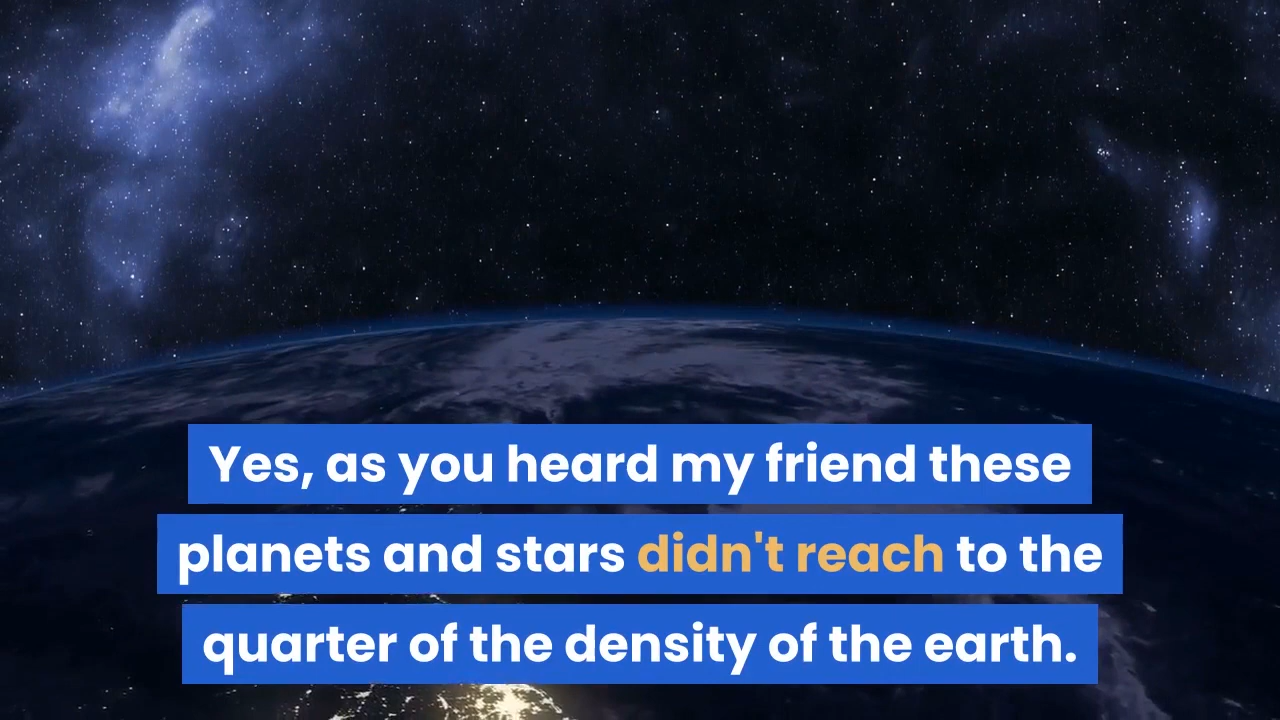 Yes, as you heard my friend these
planets and stars didn't reach to the
quarter of the density of the earth.